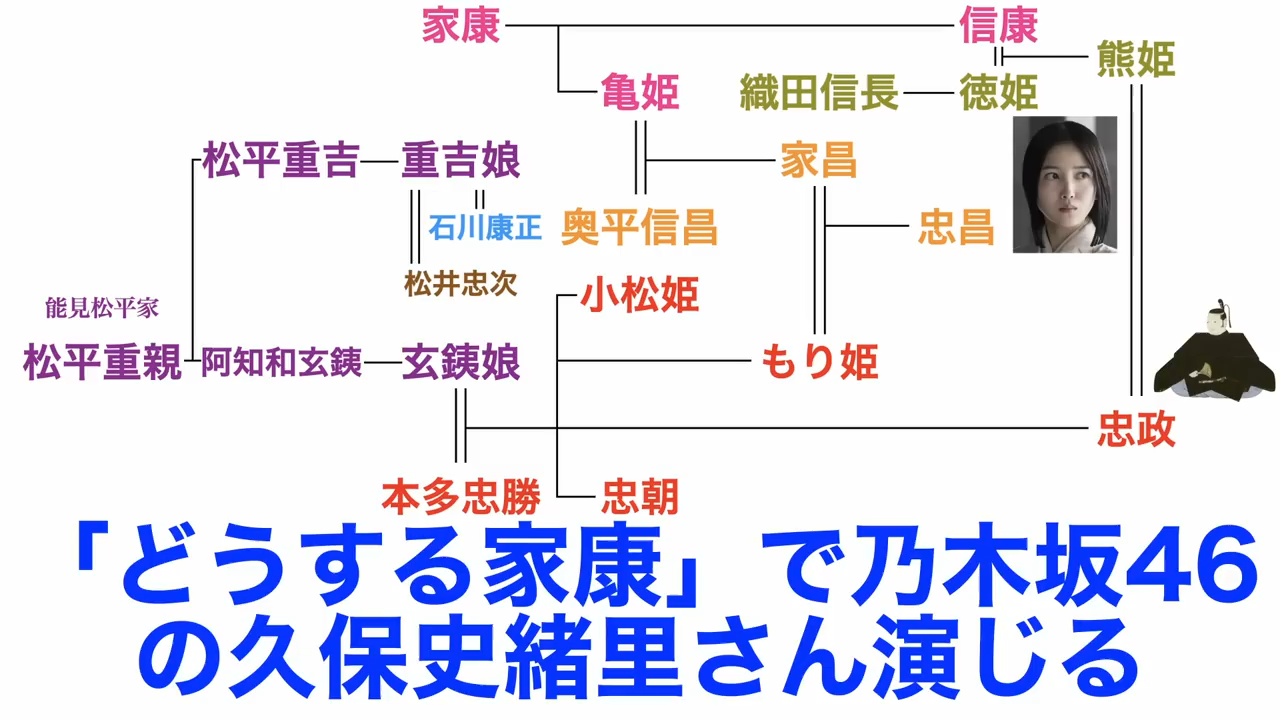 家康
信康
熊姫
亀姫
織田信長
徳姫
松平重吉
重吉娘
家昌
石川康正
奥平信昌
忠昌
松井忠次
小松姫
能見松平家
松平重親
阿知和玄銕
玄銕娘
もり姫
忠政
本多忠勝
忠朝
「どうする家康」で乃木坂46
の久保史緒里さん演じる